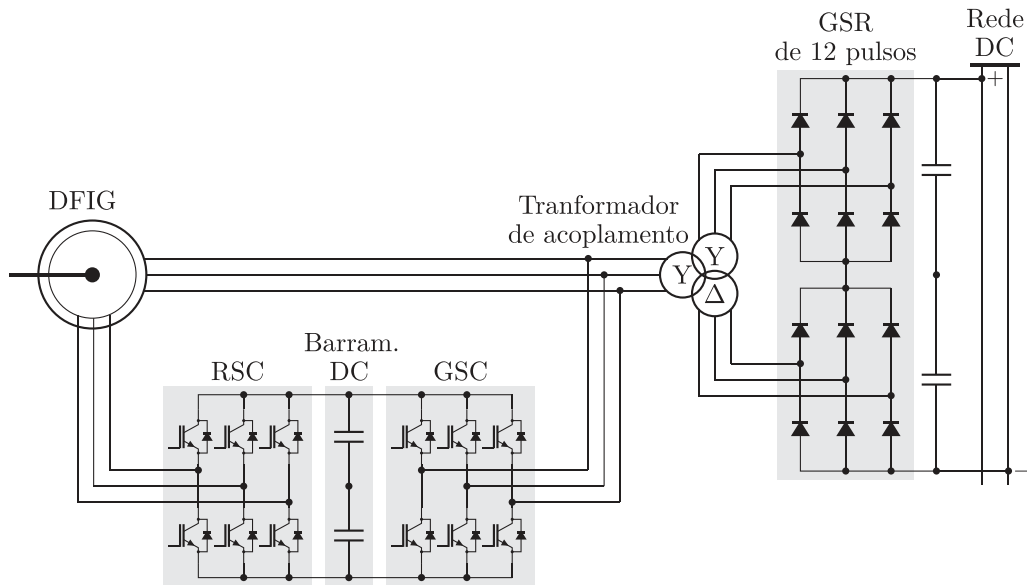 GSR
de 12 pulsos
Rede
DC
+
DFIG
Tranformador
de acoplamento
Y
Y
Δ
Barram.
RSC
DC
GSC
−